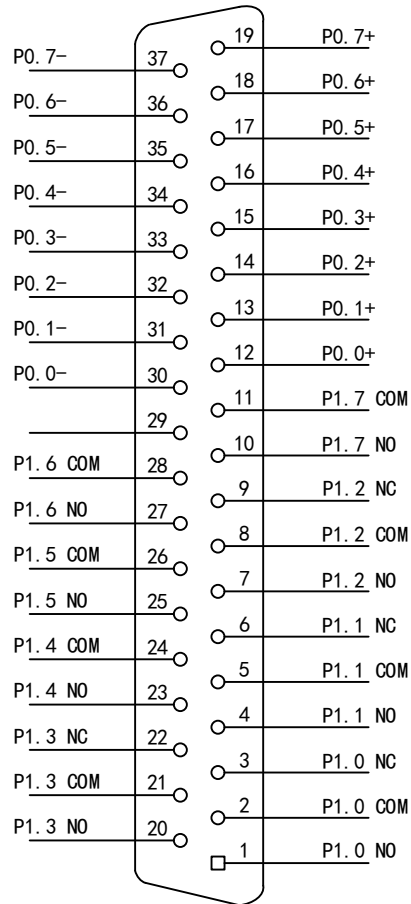 19 P0.7+
P0.7- 37
18 P0.6+
P0.6- 36
17 P0.5+
P0.5- 35
16 P0.4+
P0.4- 34
15 P0.3+
P0.3- 33
14 P0.2+
P0.2- 32
13 P0.1+
P0.1- 31
12 P0.0+
P0.0- 30
11 P1.7 COM
29
10 P1.7 NO
P1.6 COM 28
9 P1.2 NC
P1.6 NO 27
8 P1.2 COM
P1.5 COM 26
7 P1.2 NO
P1.5 NO 25
6 P1.1 NC
P1.4 COM 24
5 P1.1 COM
P1.4 NO 23
4 P1.1 NO
P1.3 NC 22
3 P1.0 NC
P1.3 COM 21
2 P1.0 COM
P1.3 NO 20
1 P1.0 NO